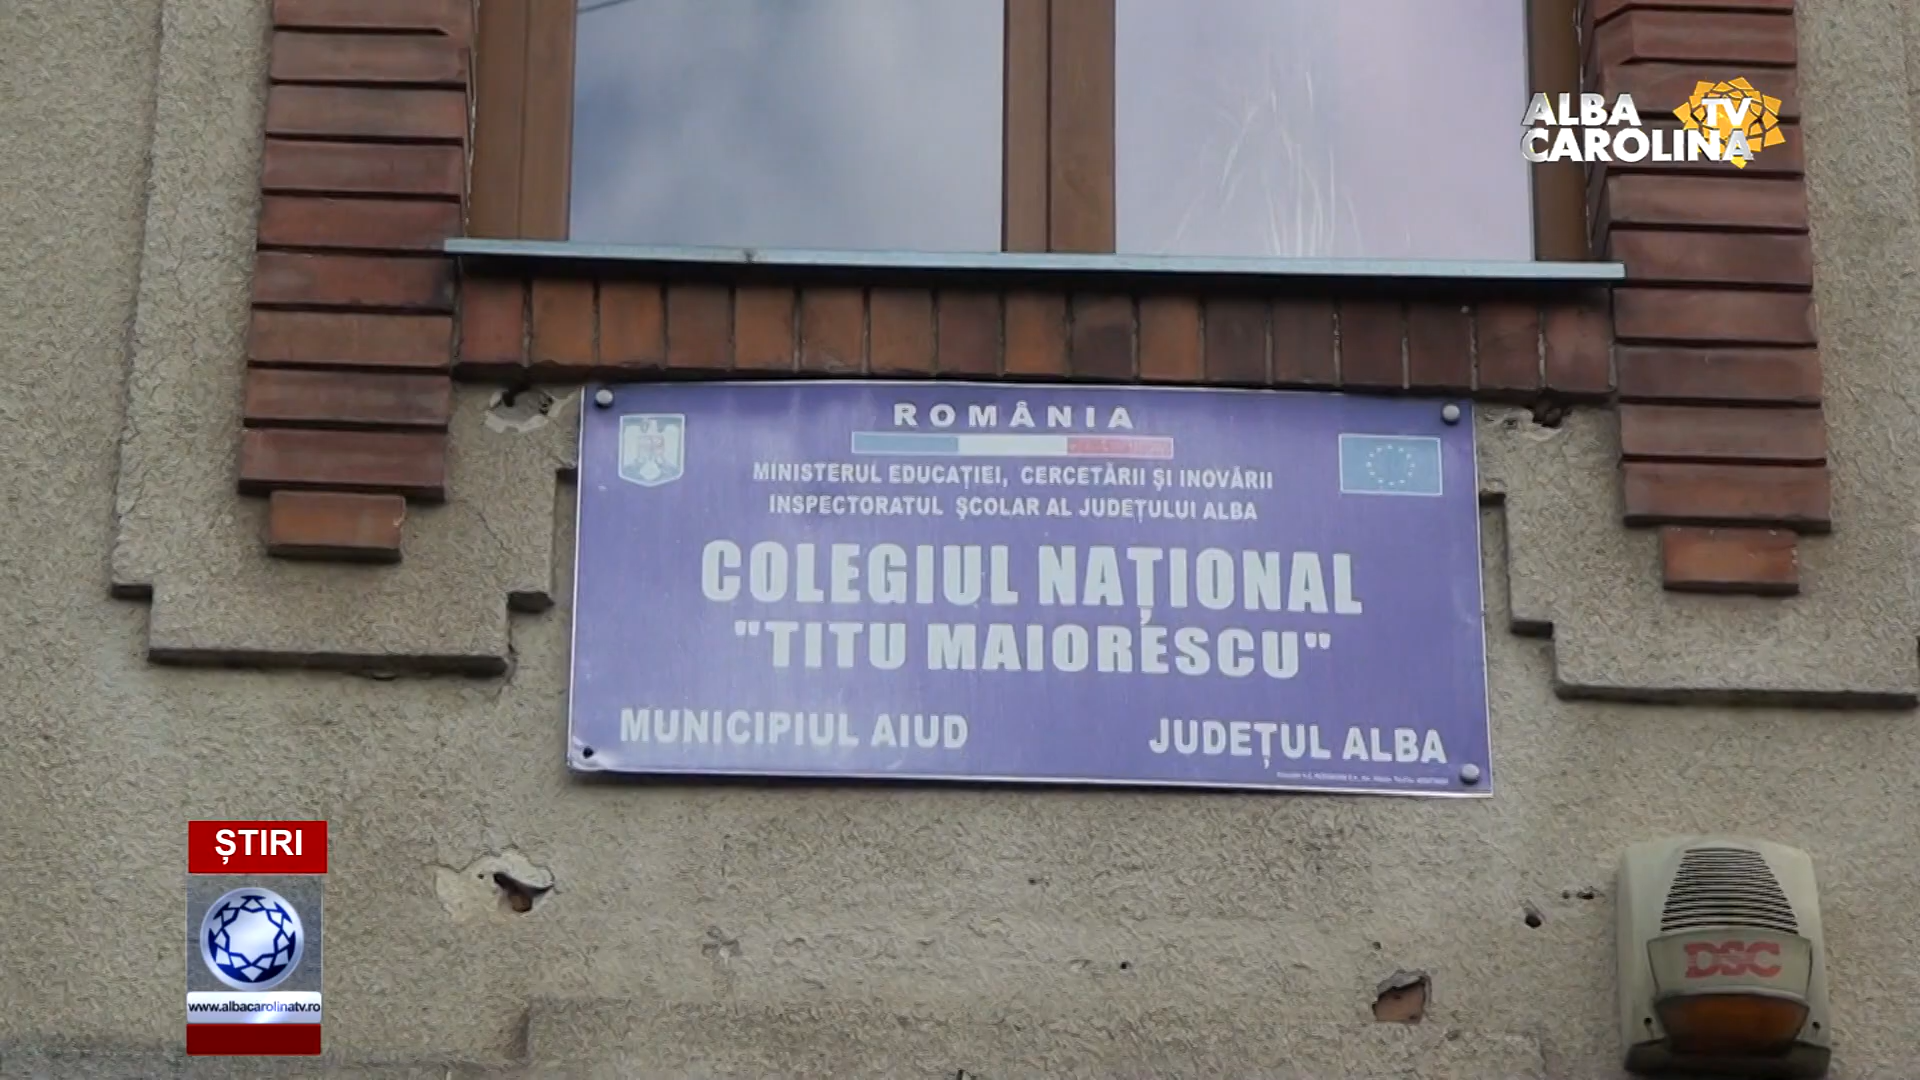 ALBA TV
CAROLINA
ROMÂNIA
MINISTERUL EDUCAȚIEI, CERCETĂRII ȘI INOVĂRII
INSPECTORATUL ȘCOLAR AL JUDEȚULUI ALBA
COLEGIUL NAȚIONAL
"TITU MAIORESCU"
MUNICIPIUL AIUD
JUDEȚUL ALBA
ȘTIRI
www.albacarolinatv.ro
DSC